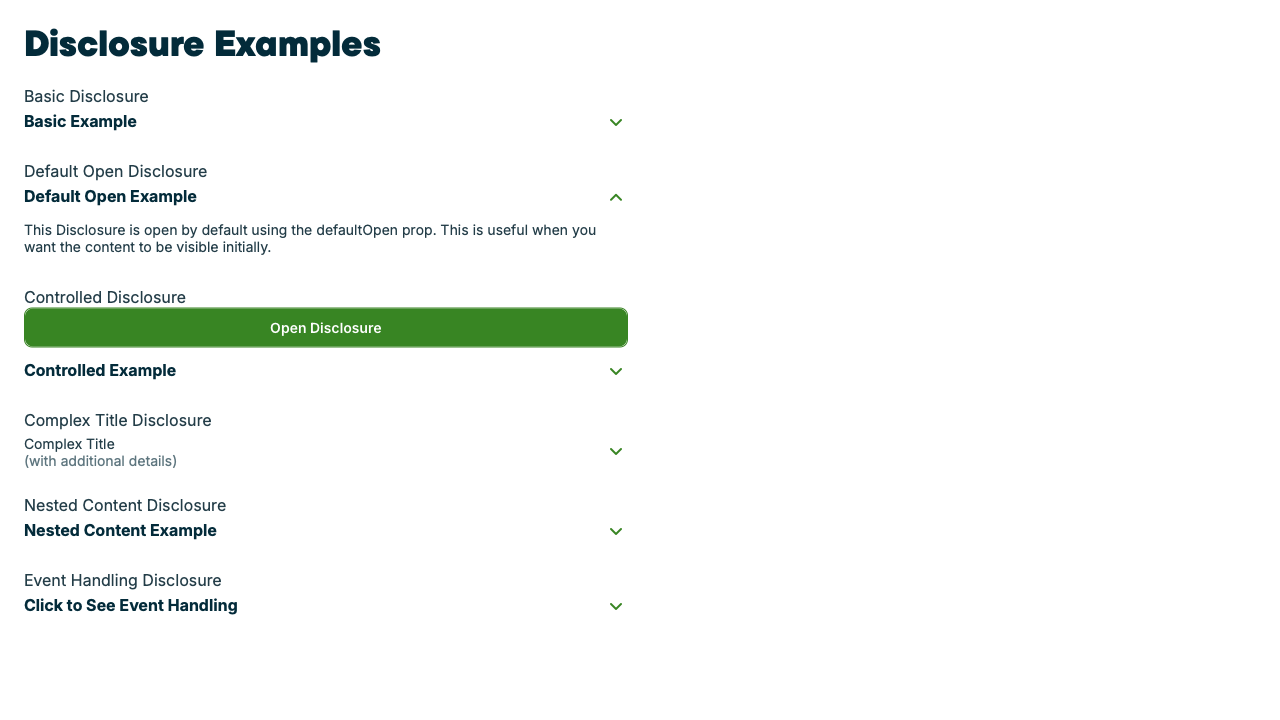 Disclosure Examples
Basic Disclosure
Basic Example
Default Open Disclosure
Default Open Example
This Disclosure is open by default using the defaultOpen prop. This is useful when you
want the content to be visible initially.
Controlled Disclosure
Open Disclosure
Controlled Example
Complex Title Disclosure
Complex Title
(with additional details)
Nested Content Disclosure
Nested Content Example
Event Handling Disclosure
Click to See Event Handling